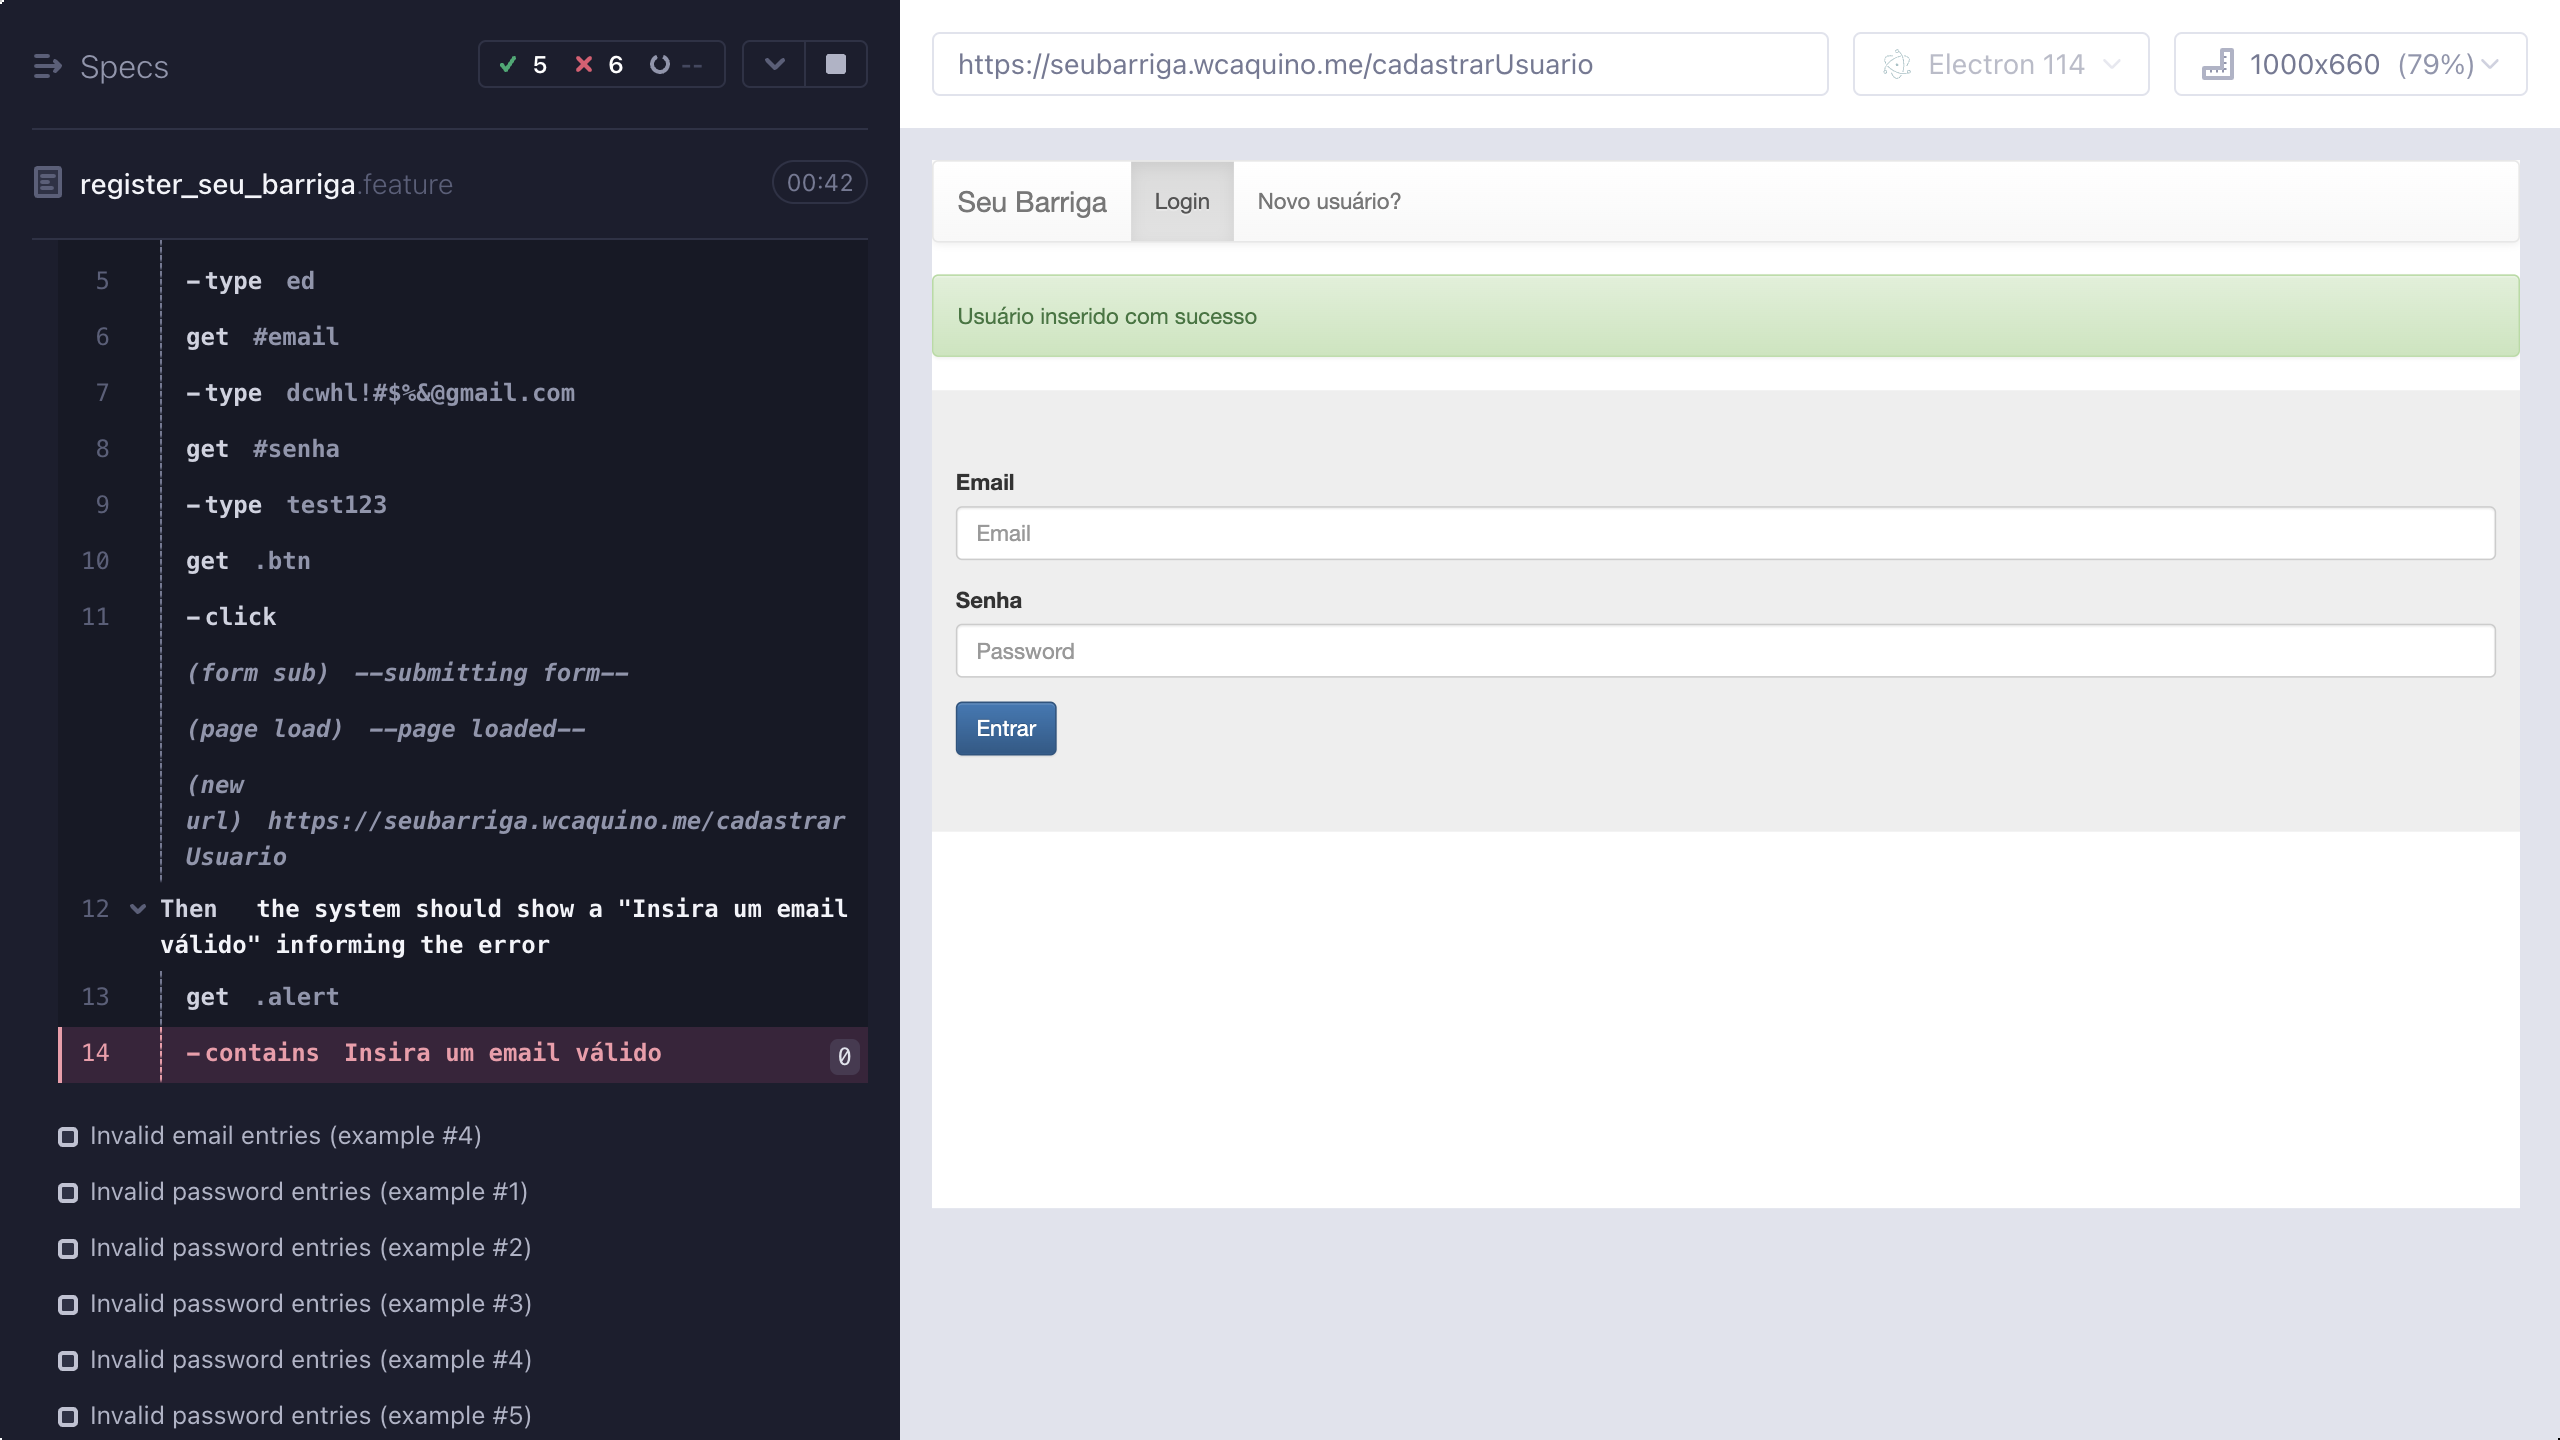 Specs
5 6 --
register_seu_barriga.feature 00:42
5 -type ed
6 get #email
7 -type dcwhl!#$%&@gmail.com
8 get #senha
9 -type test123
10 get .btn
11 -click
(form sub) --submitting form--
(page load) --page loaded--
(new
url) https://seubarriga.wcaquino.me/cadastrar
Usuario
12 Then the system should show a "Insira um email
válido" informing the error
13 get .alert
14 -contains Insira um email válido 0
Invalid email entries (example #4)
Invalid password entries (example #1)
Invalid password entries (example #2)
Invalid password entries (example #3)
Invalid password entries (example #4)
Invalid password entries (example #5)
https://seubarriga.wcaquino.me/cadastrarUsuario Electron 114 1000x660 (79%)
Seu Barriga Login Novo usuário?
Usuário inserido com sucesso
Email
Email
Senha
Password
Entrar